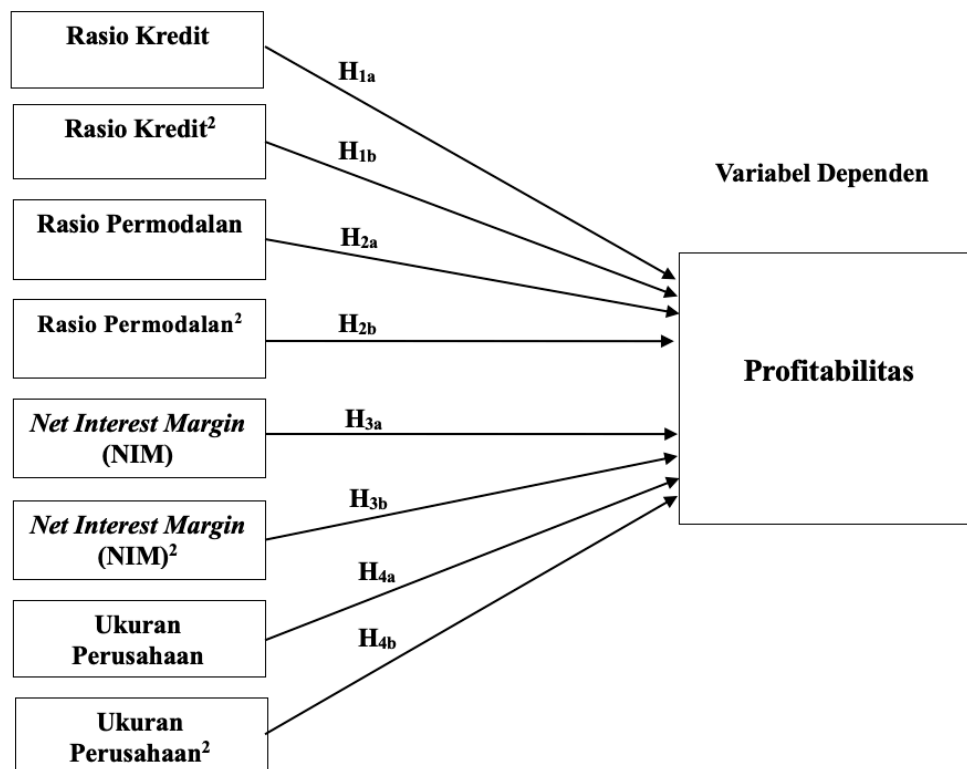 Rasio Kredit
H1a
Rasio Kredit²
H1b
Variabel Dependen
Rasio Permodalan
H2a
Rasio Permodalan²
H2b
Profitabilitas
Net Interest Margin
(NIM)
H3a
Net Interest Margin
(NIM)²
H3b
Ukuran
Perusahaan
H4a
Ukuran
Perusahaan²
H4b